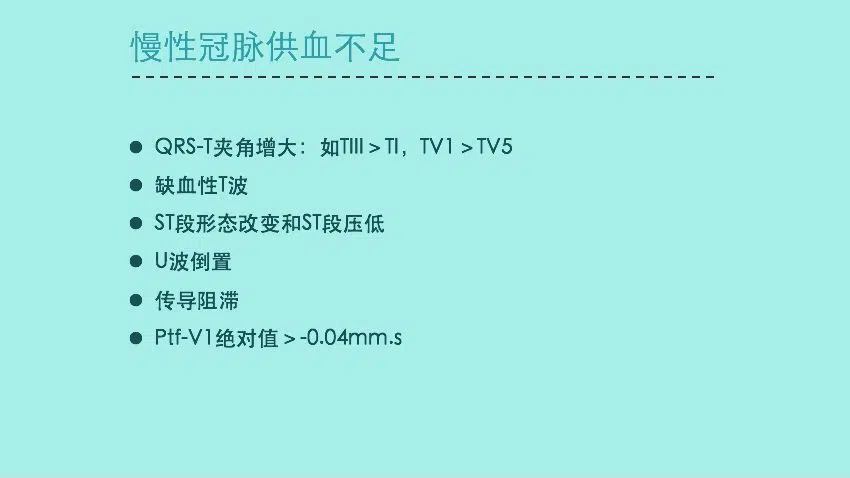 慢性冠脉供血不足
● QRS-T夹角增大：如TIII＞TI，TV1＞TV5
● 缺血性T波
● ST段形态改变和ST段压低
● U波倒置
● 传导阻滞
● Ptf-V1绝对值＞-0.04mm.s